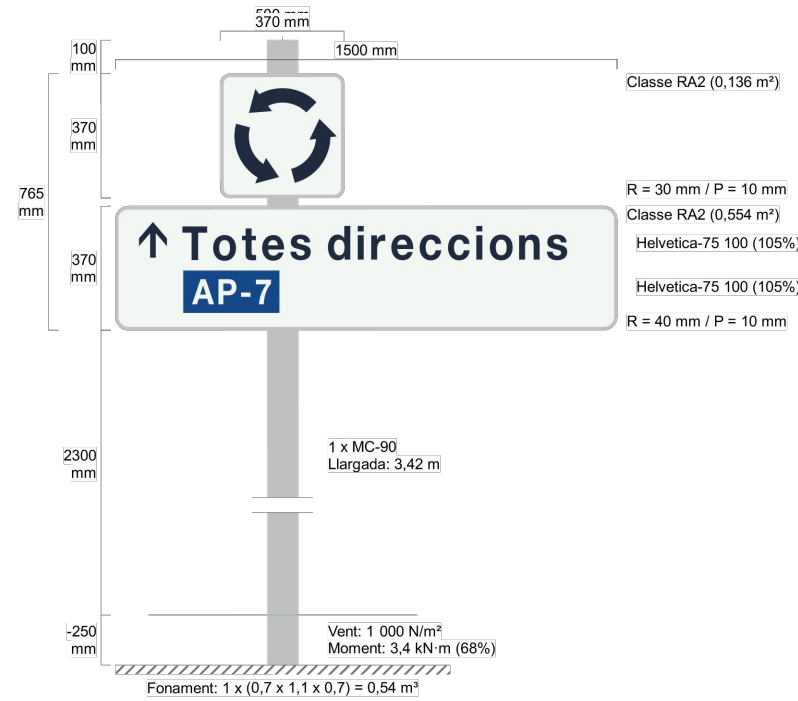 370 mm
1500 mm
100
mm
Classe RA2 (0,136 m²)
370
mm
765
mm
R = 30 mm / P = 10 mm
Classe RA2 (0,554 m²)
Totes direccions
Helvetica-75 100 (105%)
370
mm
AP-7
Helvetica-75 100 (105%)
R = 40 mm / P = 10 mm
2300
mm
1 x MC-90
Llargada: 3,42 m
-250
mm
Vent: 1 000 N/m²
Moment: 3,4 kN·m (68%)
Fonament: 1 x (0,7 x 1,1 x 0,7) = 0,54 m³